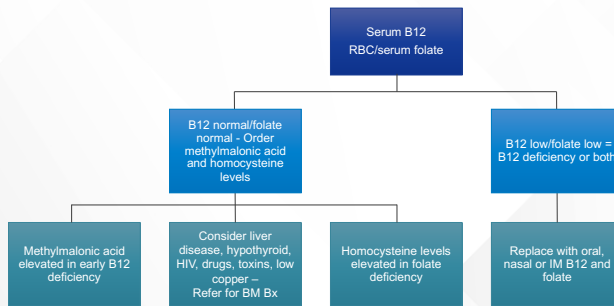 Serum B12
RBC/serum folate
B12 normal/folate
normal - Order
methylmalonic acid
and homocysteine
levels
B12 low/folate low =
B12 deficiency or both
Methylmalonic acid
elevated in early B12
deficiency
Consider liver
disease, hypothyroid,
HIV, drugs, toxins, low
copper –
Refer for BM Bx
Homocysteine levels
elevated in folate
deficiency
Replace with oral,
nasal or IM B12 and
folate